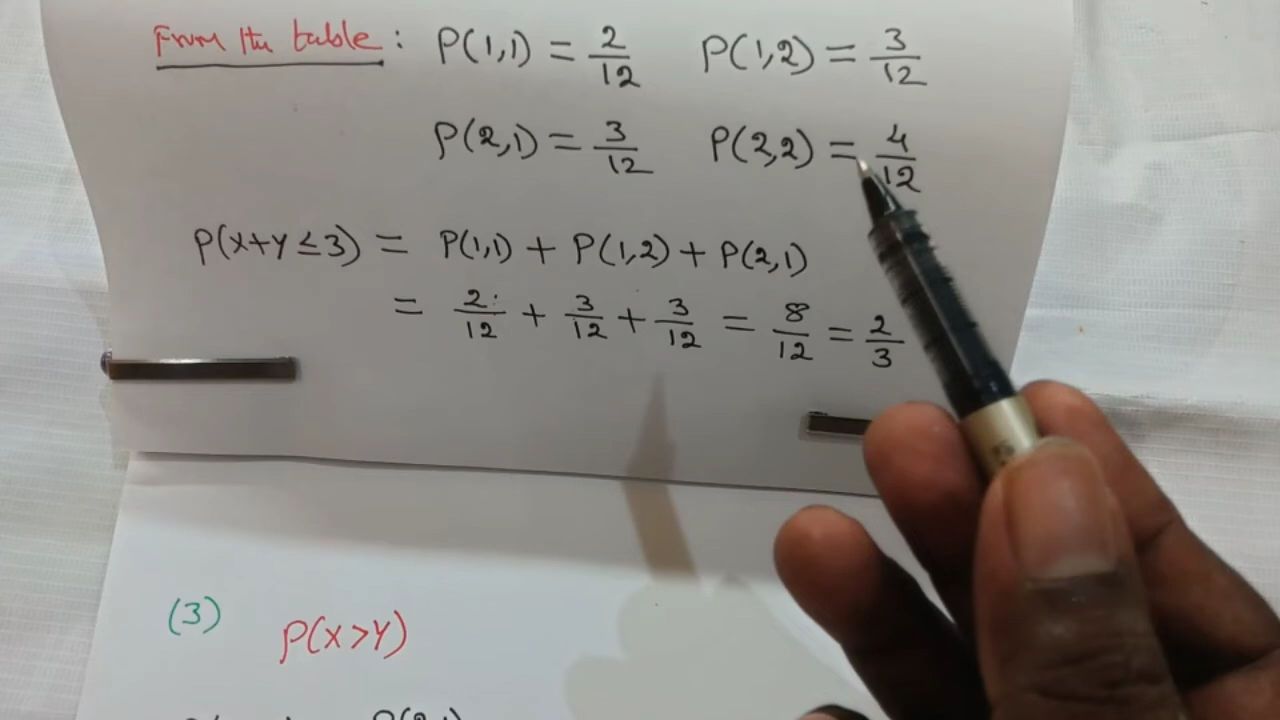 From the table: P(1,1) = 2/12 P(1,2) = 3/12
P(2,1) = 3/12 P(2,2) = 4/12
P(X+Y≤3) = P(1,1) + P(1,2) + P(2,1)
= 2/12 + 3/12 + 3/12 = 8/12 = 2/3
(3) P(X>Y)